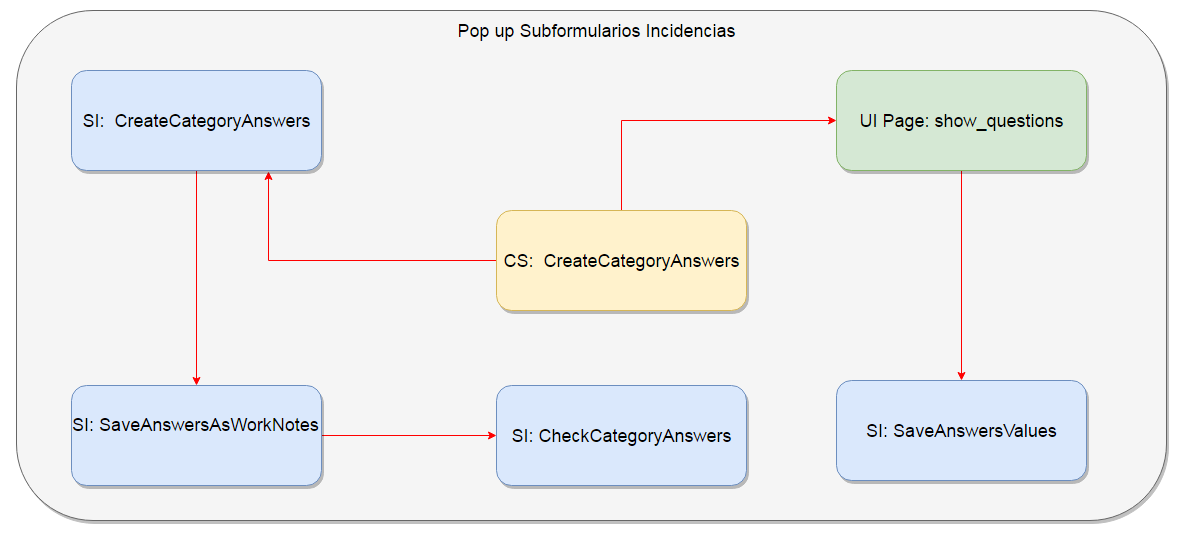 Pop up Subformularios Incidencias
SI:  CreateCategoryAnswers
UI Page: show_questions
CS:  CreateCategoryAnswers
SI: SaveAnswersAsWorkNotes
SI: CheckCategoryAnswers
SI: SaveAnswersValues